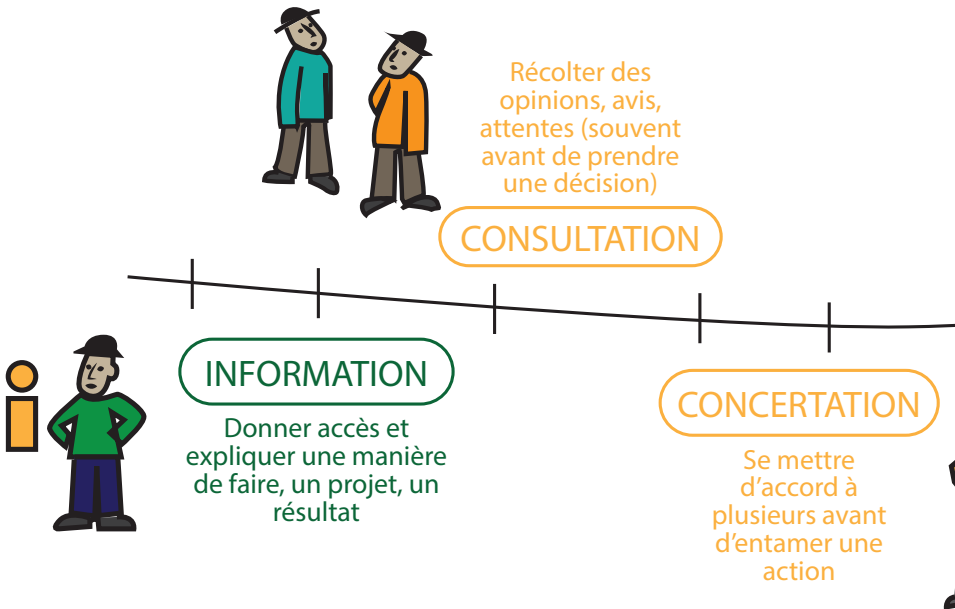 Récolter des
opinions, avis,
attentes (souvent
avant de prendre
une décision)
CONSULTATION
INFORMATION
Donner accès et
expliquer une manière
de faire, un projet, un
résultat
CONCERTATION
Se mettre
d'accord à
plusieurs avant
d'entamer une
action